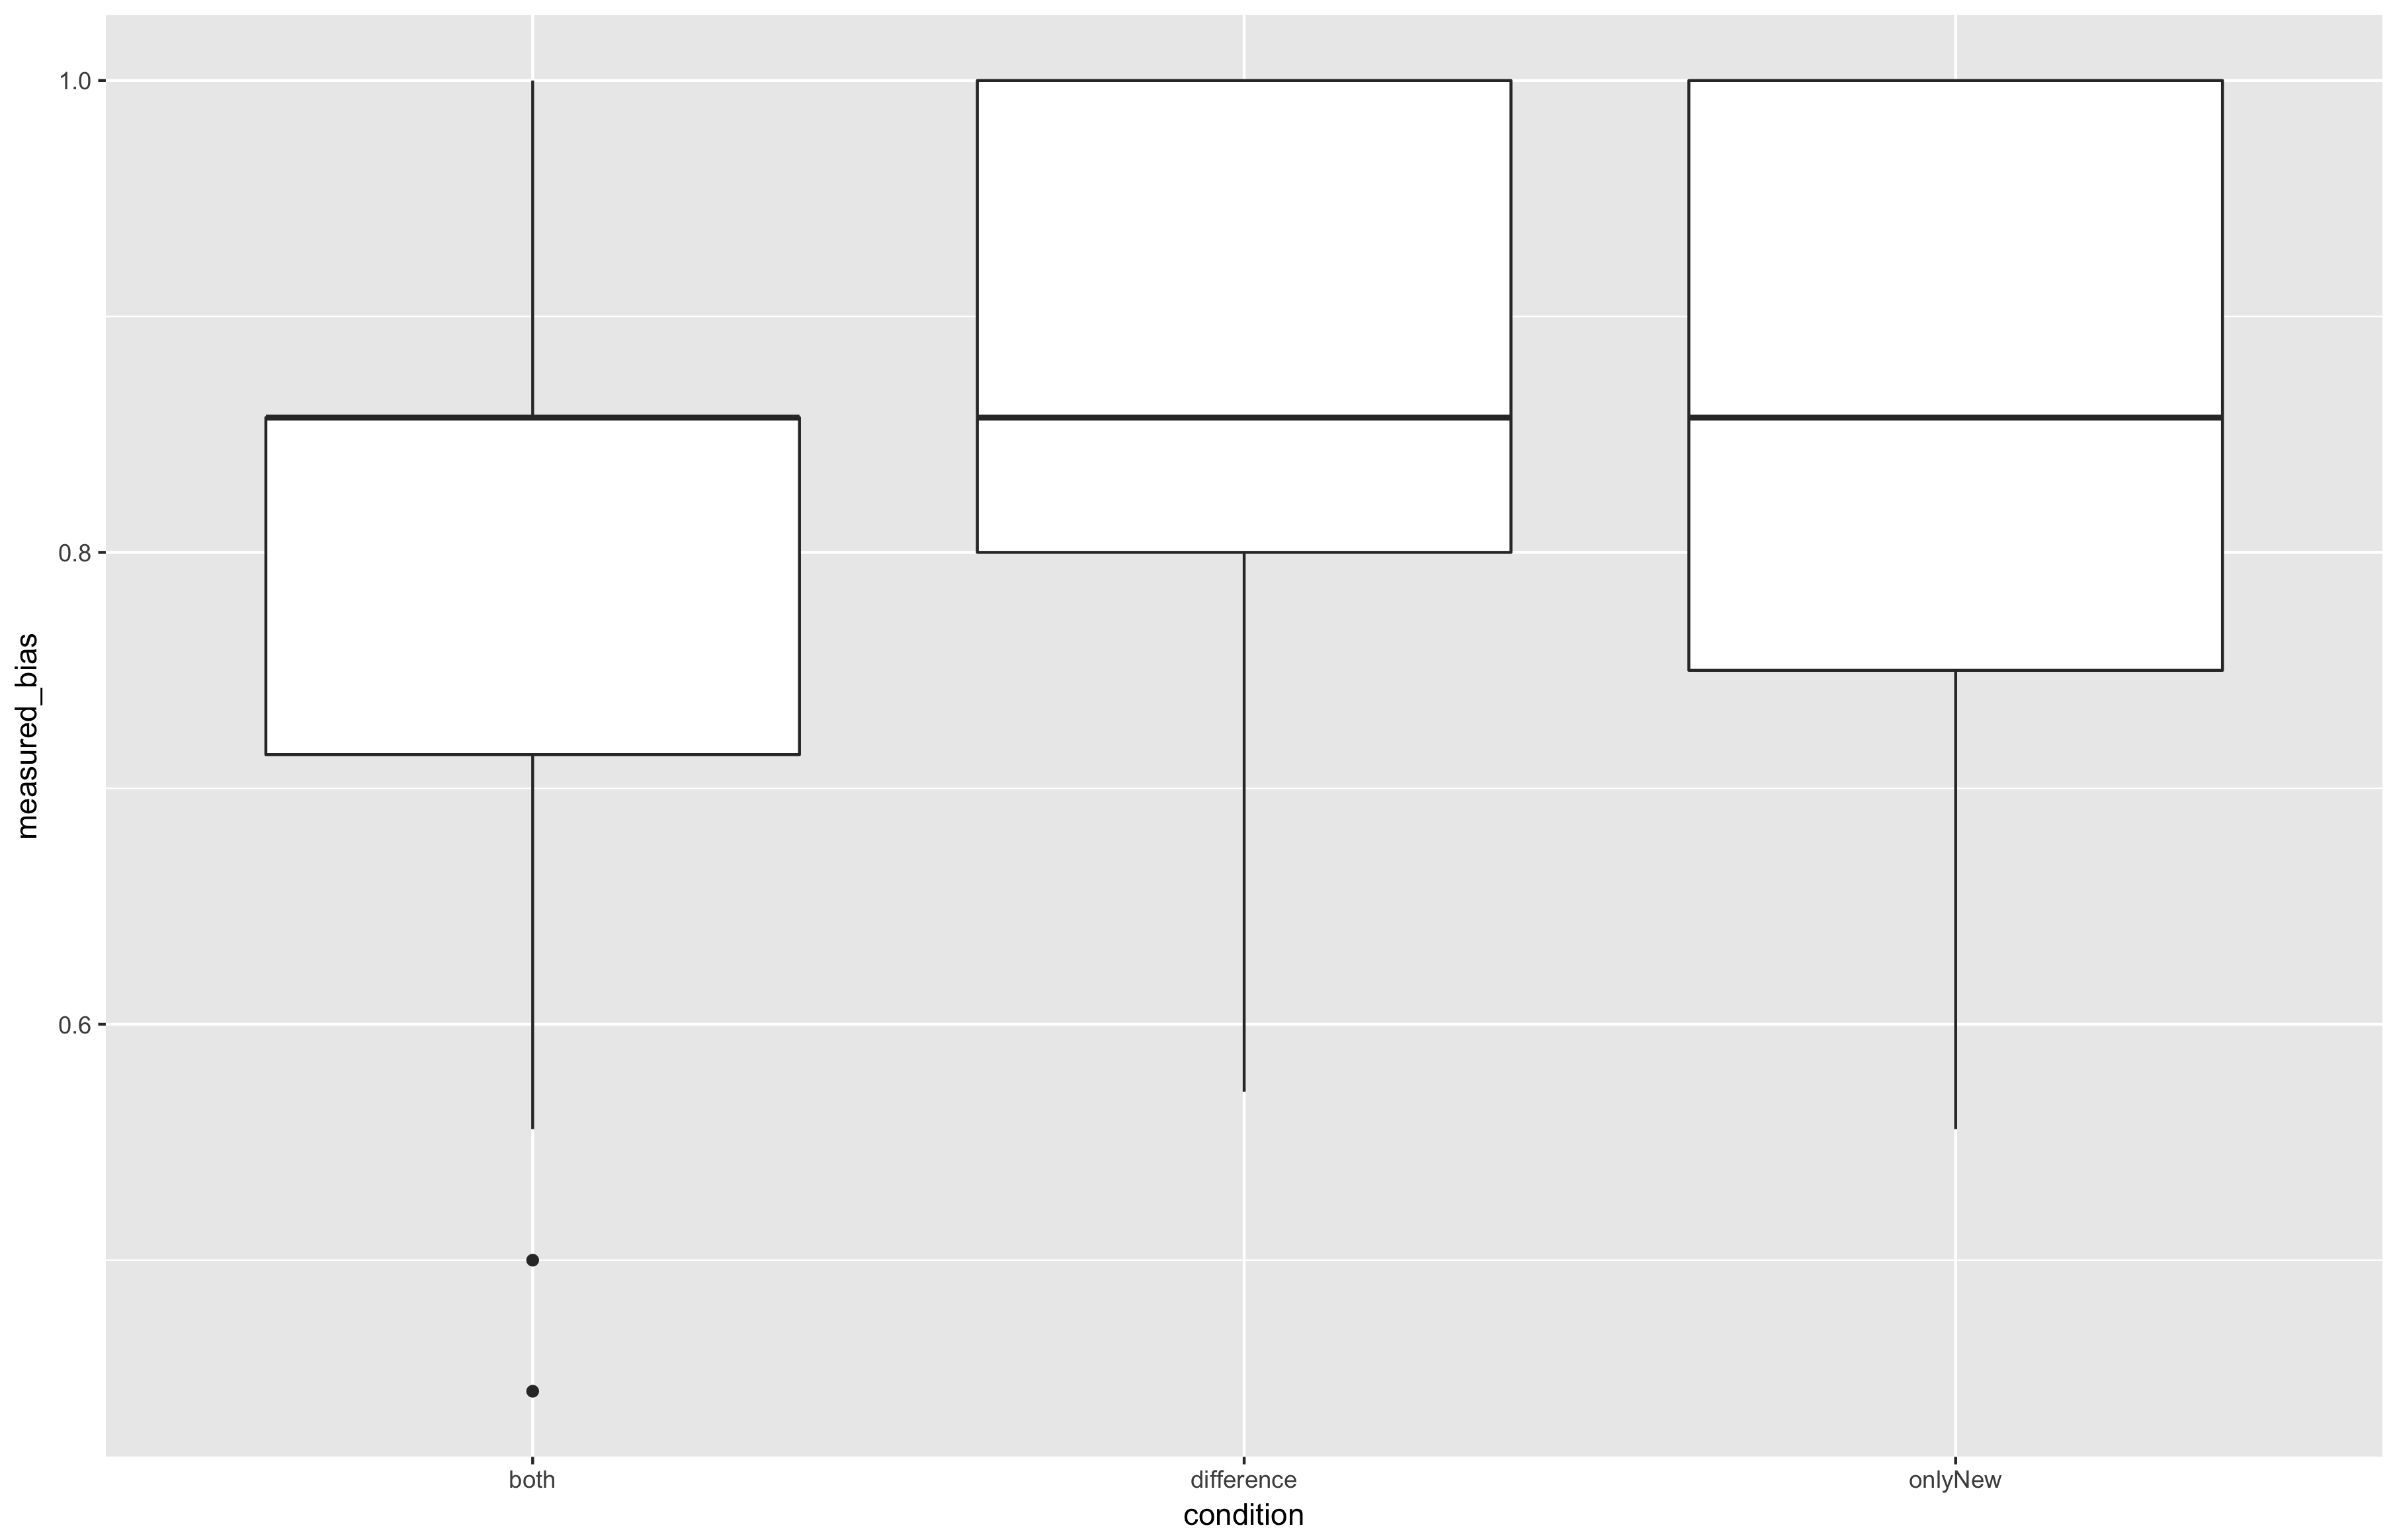 measured_bias
1.0
0.8
0.6
both
difference
onlyNew
condition